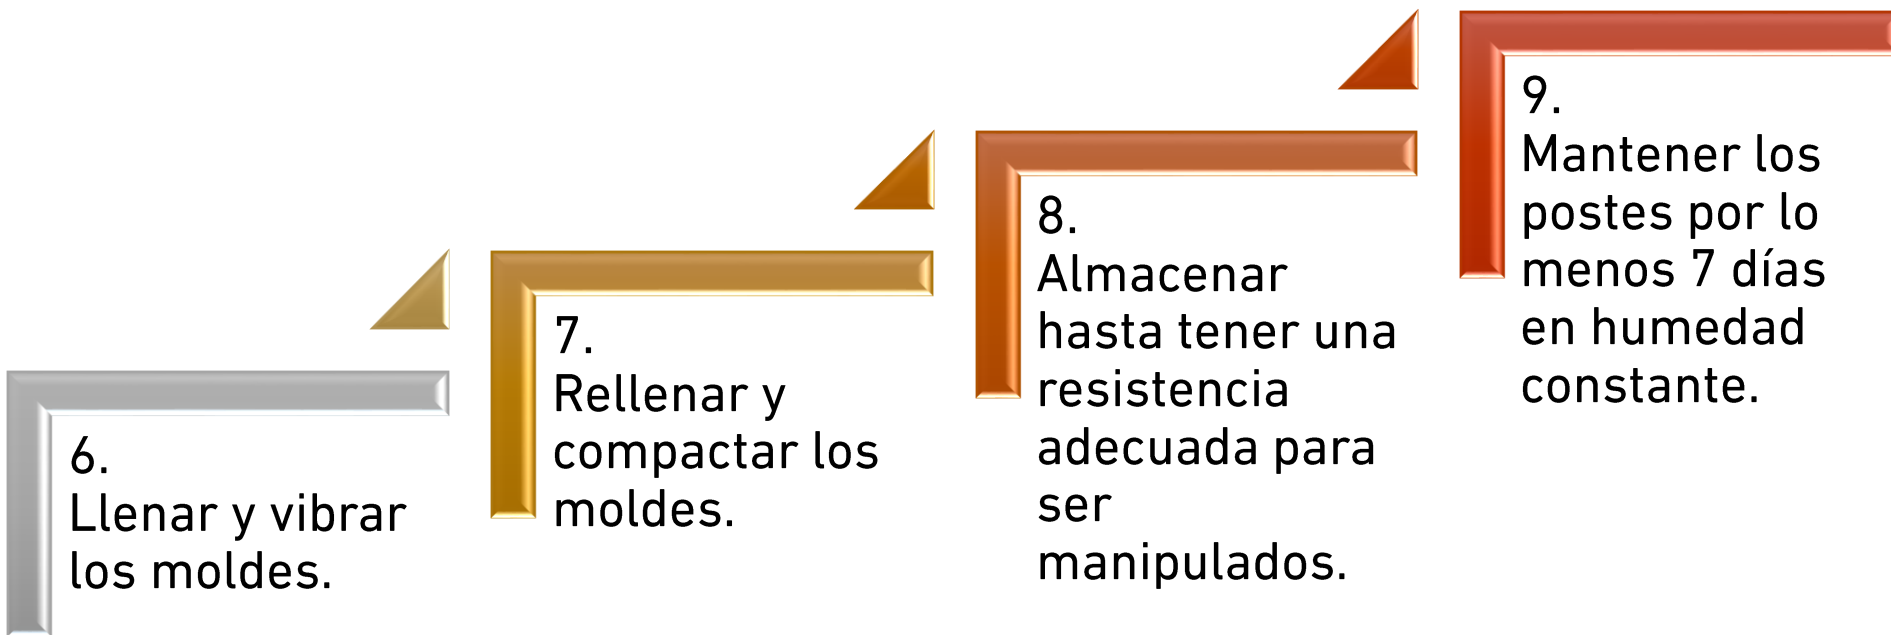 6.
Llenar y vibrar
los moldes.
7.
Rellenar y
compactar los
moldes.
8.
Almacenar
hasta tener una
resistencia
adecuada para
ser
manipulados.
9.
Mantener los
postes por lo
menos 7 días
en humedad
constante.